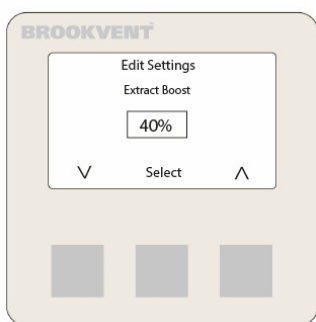 BROOKVENT
Edit Settings
Extract Boost
40%
∨ Select ∧